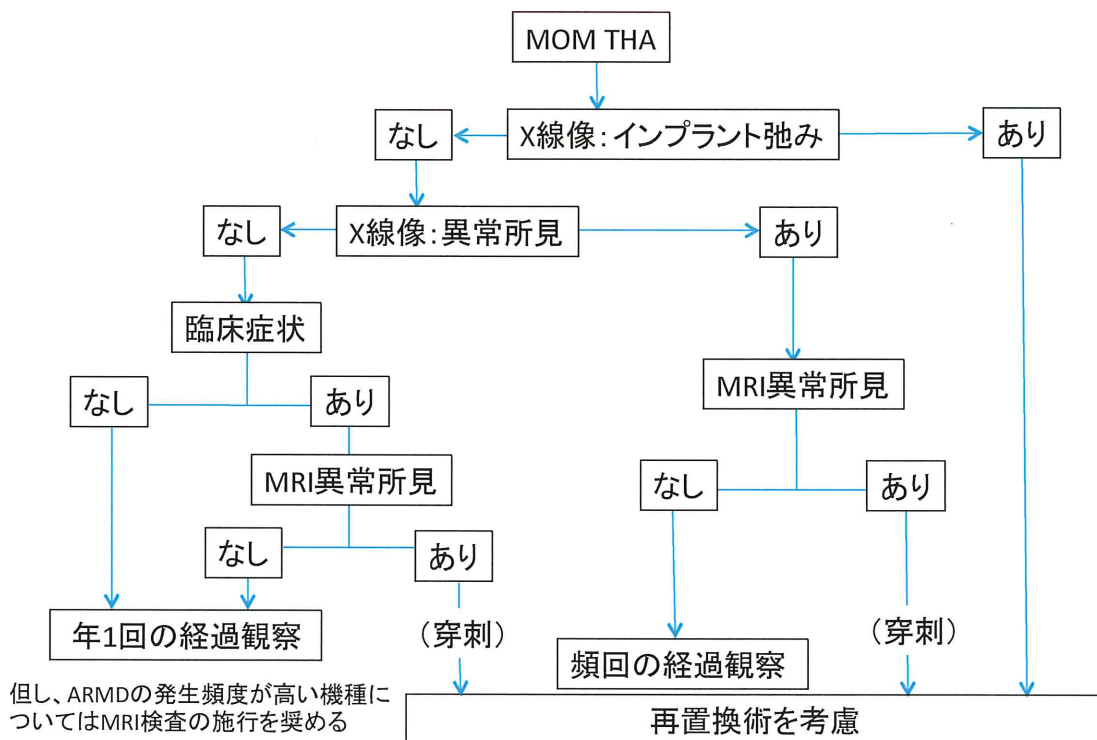 MOM THA
なし
X線像：インプラント弛み
あり
なし
X線像：異常所見
あり
臨床症状
MRI異常所見
なし
あり
MRI異常所見
なし
あり
なし
あり
年1回の経過観察
（穿刺）
頻回の経過観察
（穿刺）
但し、ARMDの発生頻度が高い機種に
ついてはMRI検査の施行を奨める
再置換術を考慮